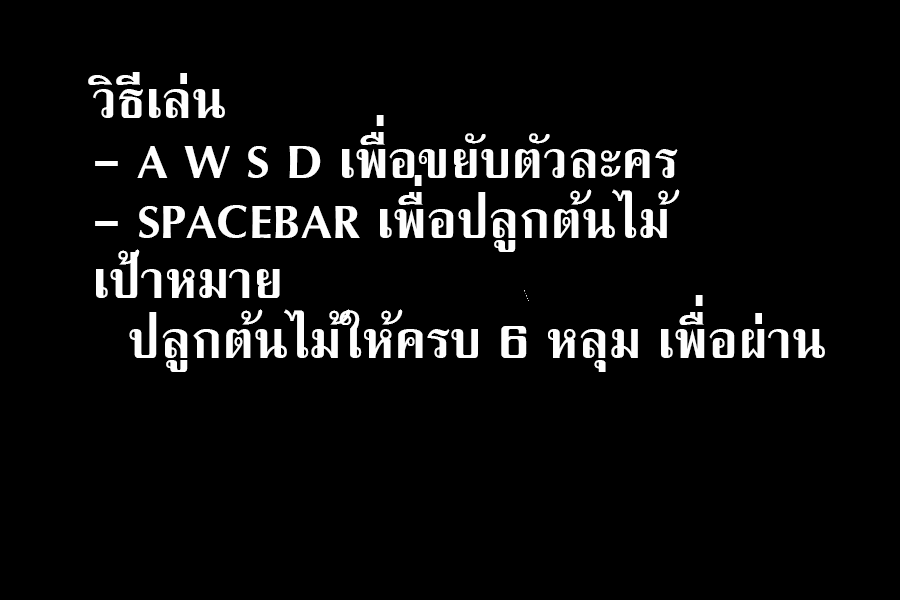 วิธีเล่น
- A W S D เพื่อขยับตัวละคร
- SPACEBAR เพื่อปลูกต้นไม้
เป้าหมาย
ปลูกต้นไม้ให้ครบ 6 หลุม เพื่อผ่าน